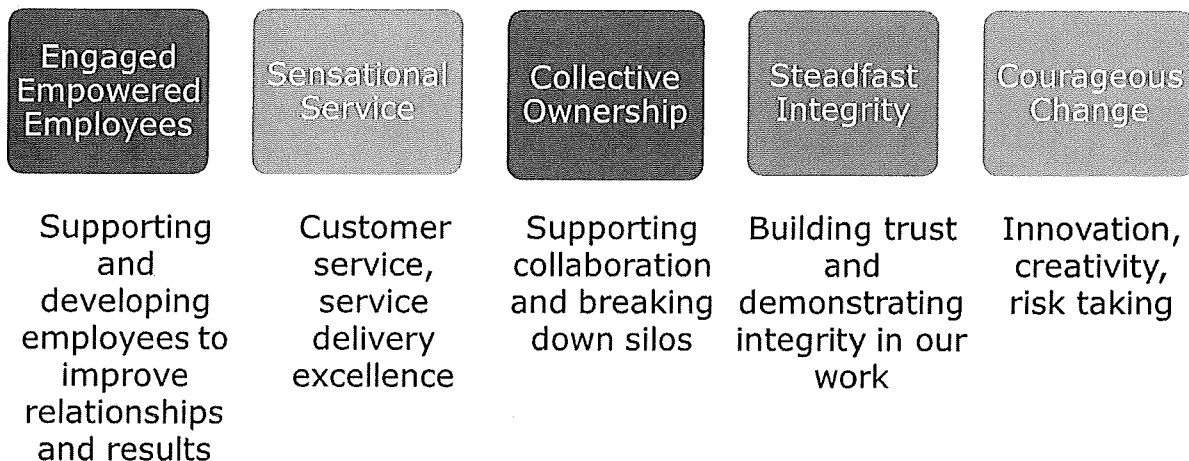 Engaged
Empowered
Employees
Sensational
Service
Collective
Ownership
Steadfast
Integrity
Courageous
Change
Supporting
and
developing
employees to
improve
relationships
and results
Customer
service,
service
delivery
excellence
Supporting
collaboration
and breaking
down silos
Building trust
and
demonstrating
integrity in our
work
Innovation,
creativity,
risk taking